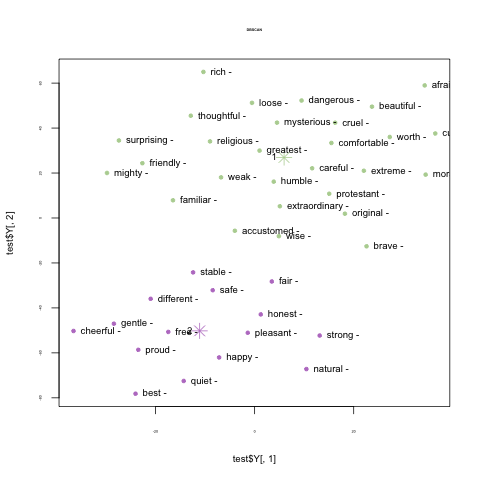 DBSCAN
rich -
afrai
loose -
dangerous -
beautiful -
thoughtful -
mysterious -
cruel -
cu
worth -
surprising -
religious -
comfortable -
greatest -
1
friendly -
careful -
extreme -
mighty -
weak -
humble -
mor
protestant -
familiar -
extraordinary -
original -
accustomed -
wise -
brave -
stable -
fair -
different -
safe -
honest -
cheerful -
gentle -
free -
2
pleasant -
strong -
proud -
happy -
natural -
quiet -
best -
test$Y[, 2]
test$Y[, 1]